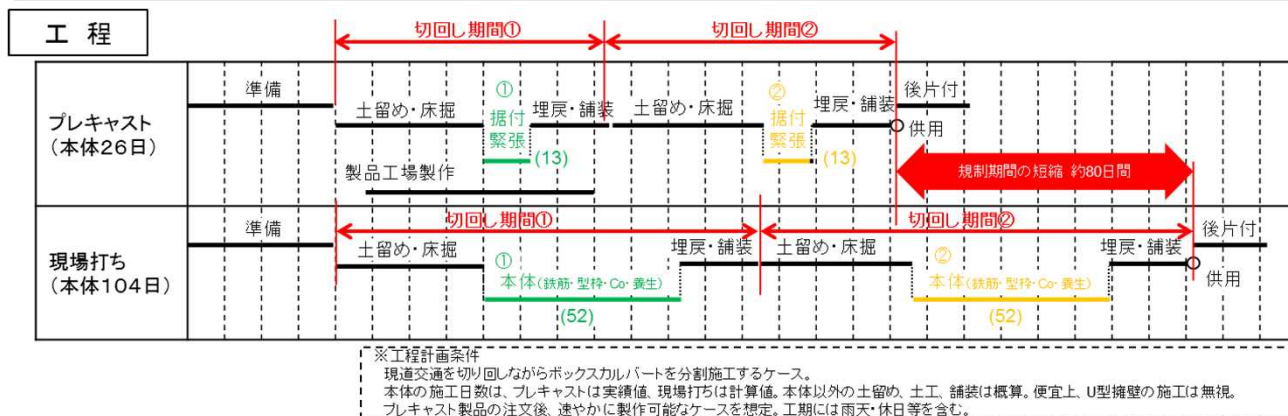 工 程
切回し期間①
切回し期間②
プレキャスト
(本体26日)
準備
土留め・床掘
①
据付
緊張
(13)
埋戻・舗装
土留め・床掘
②
据付
緊張
(13)
埋戻・舗装
後片付
供用
製品工場製作
規制期間の短縮 約80日間
現場打ち
(本体104日)
準備
切回し期間①
切回し期間②
土留め・床掘
①
本体(鉄筋・型枠・Co・養生)
(52)
埋戻・舗装
土留め・床掘
②
本体(鉄筋・型枠・Co・養生)
(52)
埋戻・舗装
後片付
供用
※工程計画条件
現道交通を切り回しながらボックスカルバートを分割施工するケース。
本体の施工日数は、プレキャストは実績値、現場打ちは計算値。本体以外の土留め、土工、舗装は概算。便宜上、U型擁壁の施工は無視。
プレキャスト製品の注文後、速やかに製作可能なケースを想定。工期には雨天・休日等を含む。